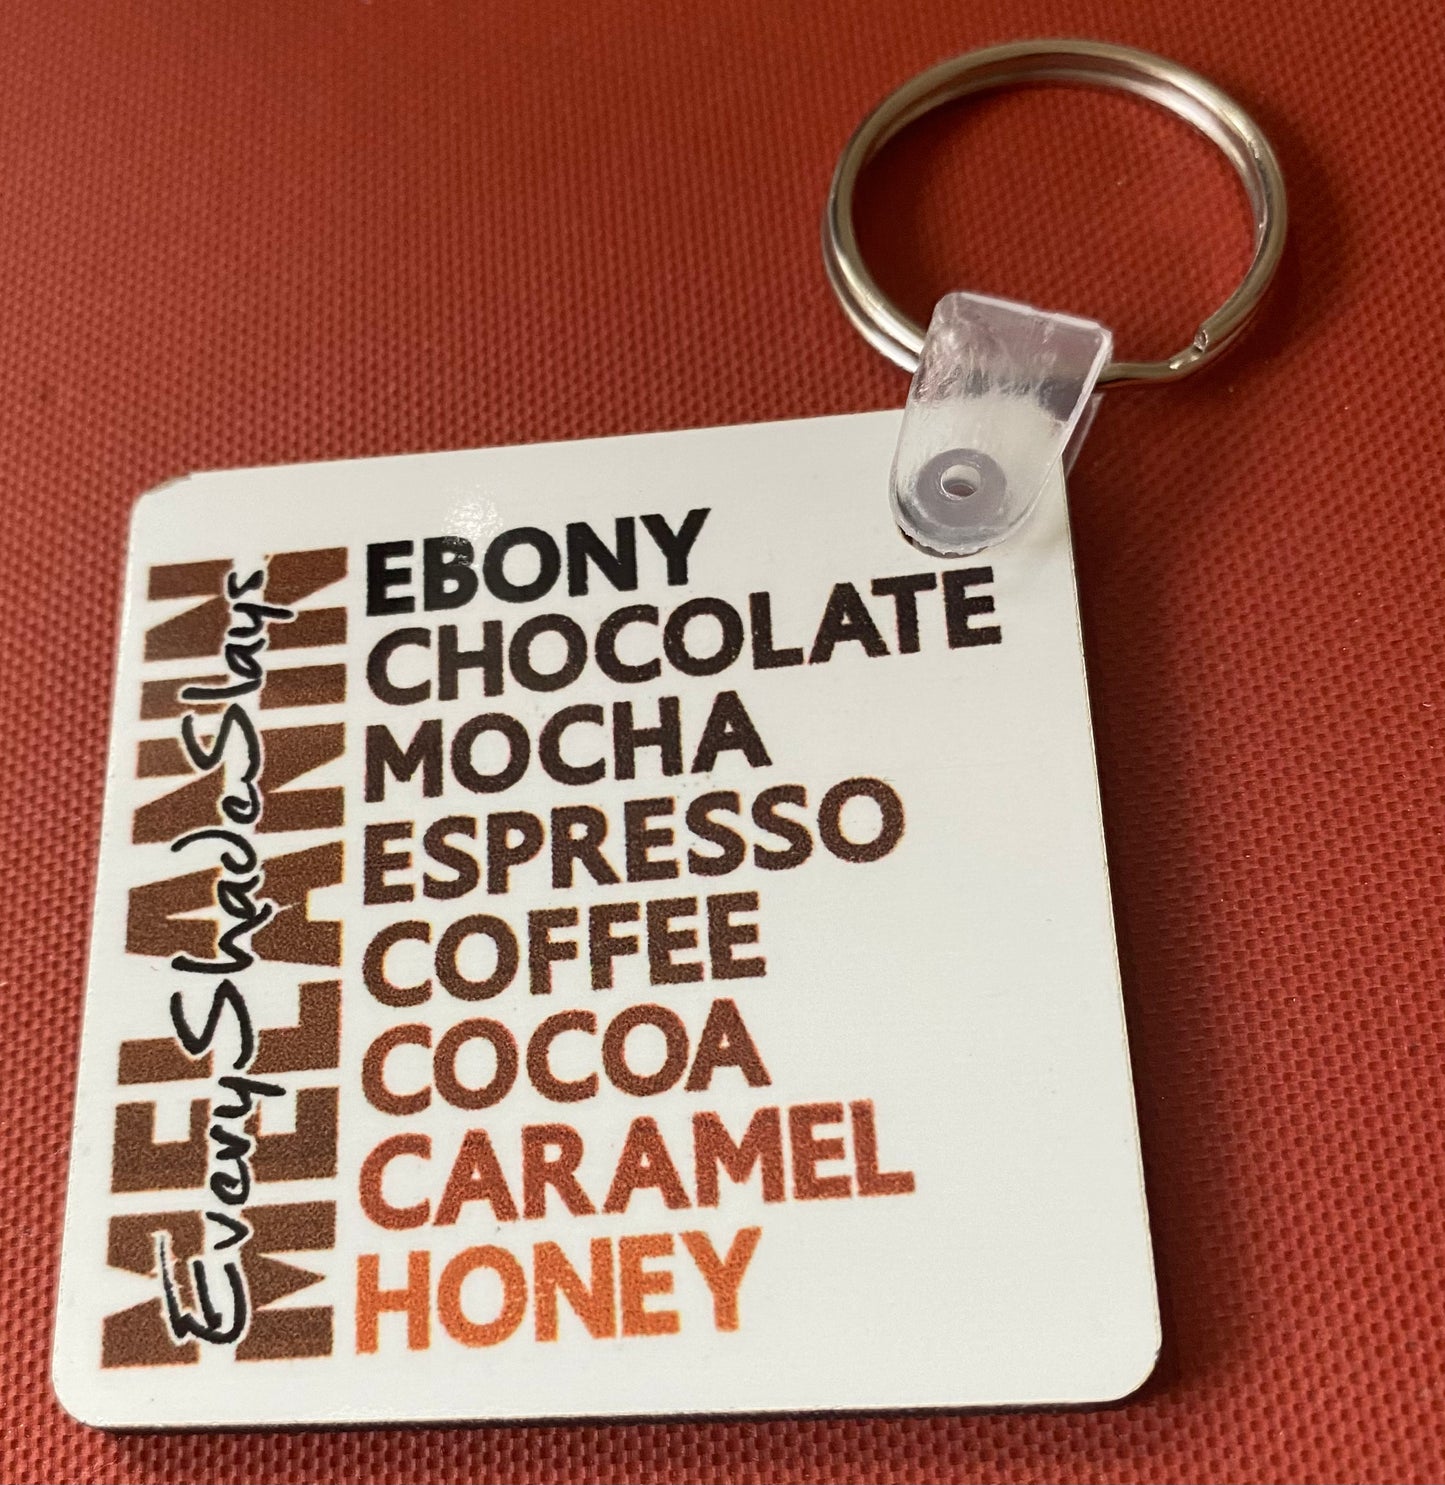 MELANIN
Every Shade Slays
EBONY
CHOCOLATE
MOCHA
ESPRESSO
COFFEE
COCOA
CARAMEL
HONEY